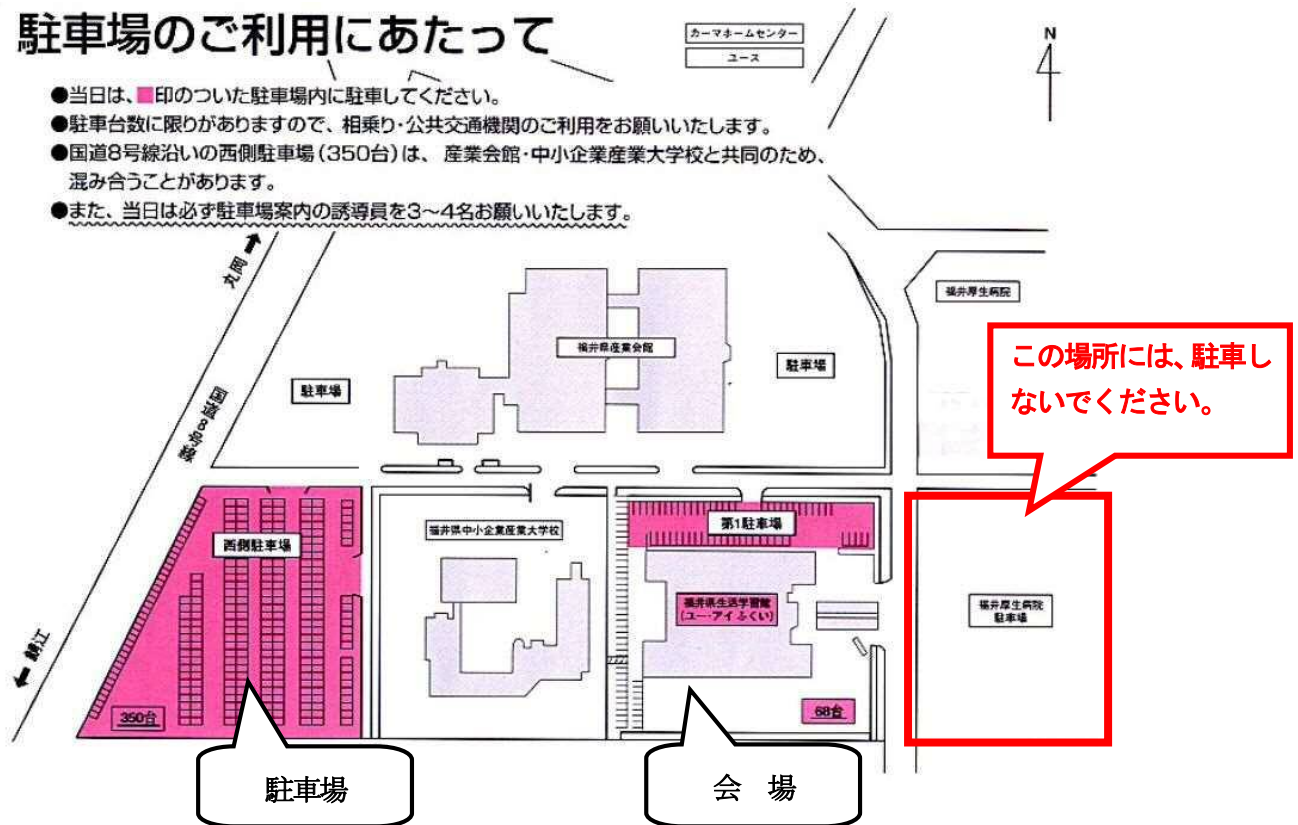 駐車場のご利用にあたって
カーマホームセンター
ユース
N
●当日は、■印のついた駐車場内に駐車してください。
●駐車台数に限りがありますので、相乗り・公共交通機関のご利用をお願いいたします。
●国道8号線沿いの西側駐車場(350台)は、産業会館・中小企業産業大学校と共同のため、
混み合うことがあります。
●また、当日は必ず駐車場案内の誘導員を3〜4名お願いいたします。
丸岡
福井厚生病院
福井県産業会館
駐車場
駐車場
この場所には、駐車し
ないでください。
国道8号線
西側駐車場
福井県中小企業産業大学校
第1駐車場
福井県生活学習館
(ユー・アイふくい)
福井厚生病院
駐車場
鯖江
350台
68台
駐車場
会 場